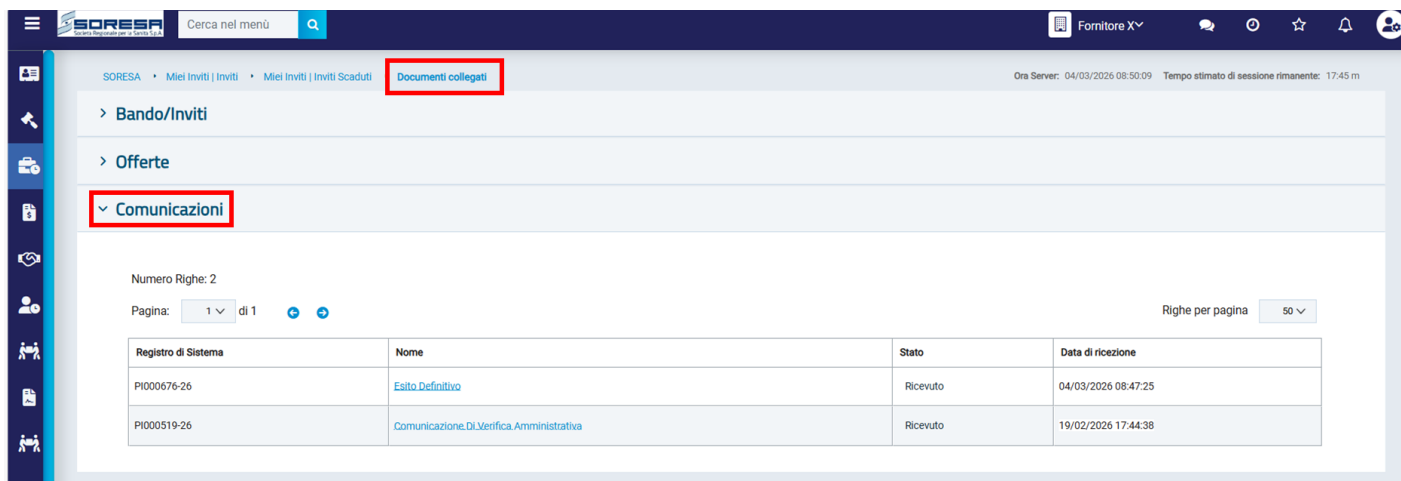 SORESA
Società Regionale per la Sanità S.p.A.
Cerca nel menù
Fornitore X
SORESA • Miei Inviti | Inviti • Miei Inviti | Inviti Scaduti Documenti collegati
Ora Server: 04/03/2026 08:50:09 Tempo stimato di sessione rimanente: 17:45 m
Bando/Inviti
Offerte
Comunicazioni
Numero Righe: 2
Pagina: 1 di 1
Righe per pagina 50
Registro di Sistema Nome Stato Data di ricezione
PI000676-26 Esito Definitivo Ricevuto 04/03/2026 08:47:25
PI000519-26 Comunicazione Di Verifica Amministrativa Ricevuto 19/02/2026 17:44:38